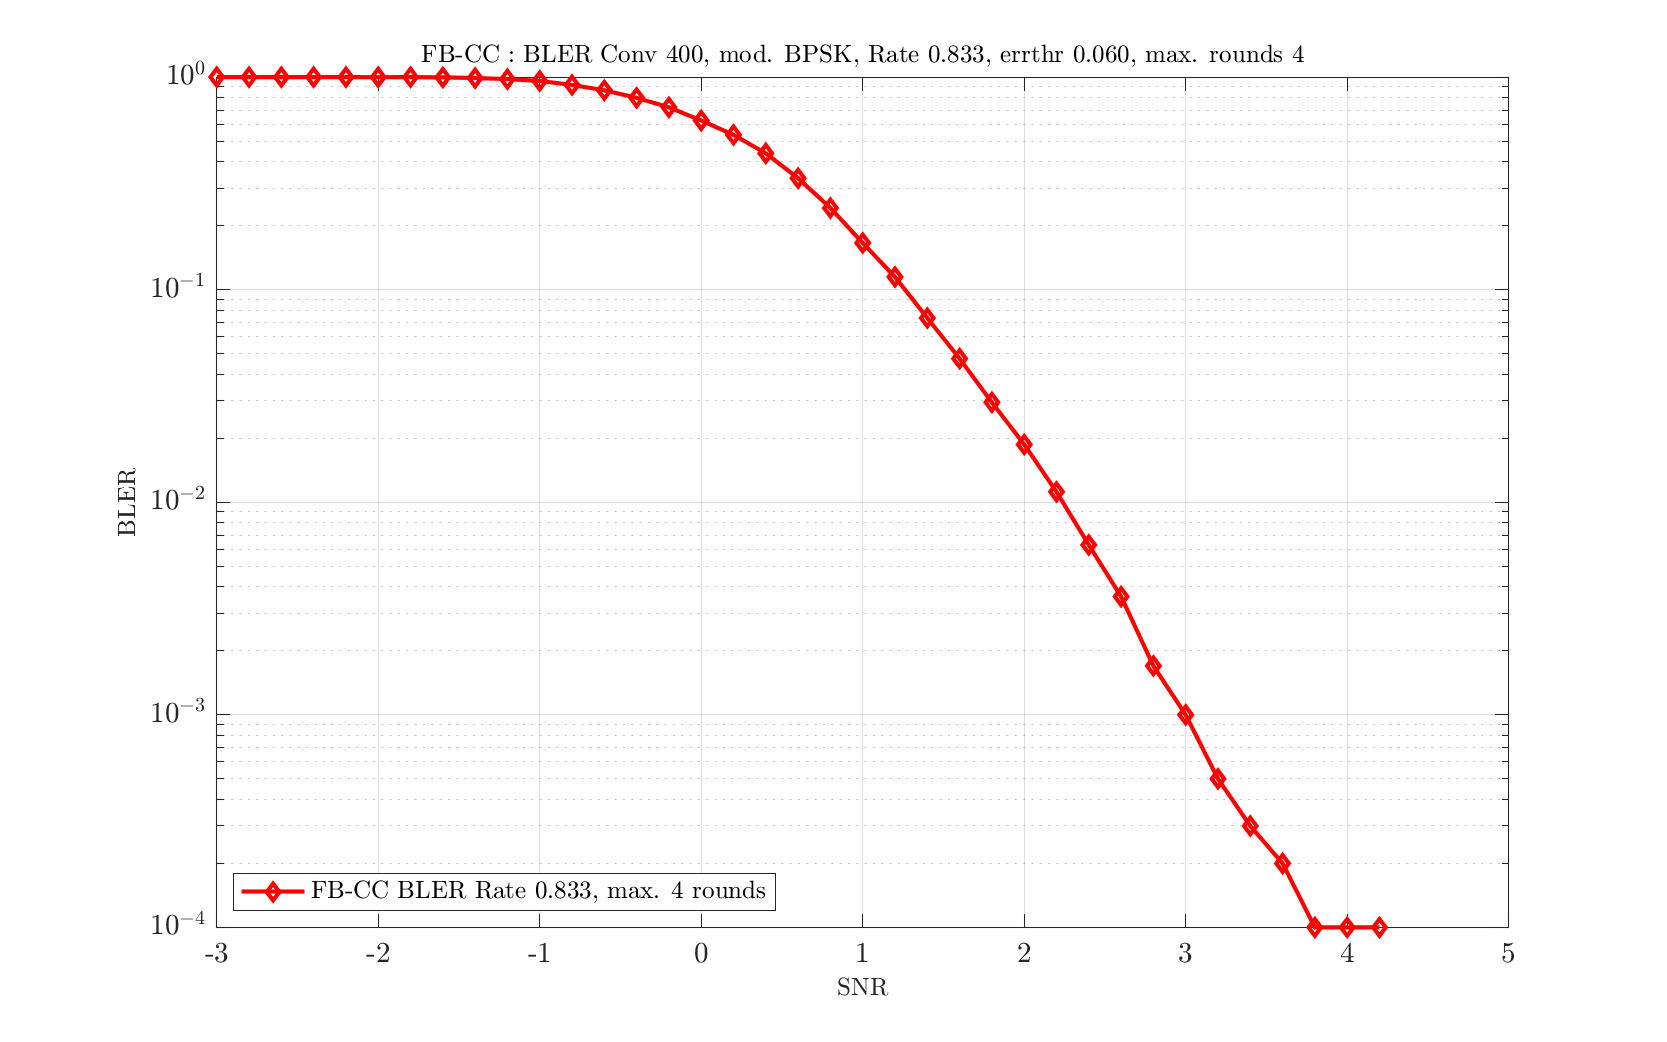 FB-CC : BLER Conv 400, mod. BPSK, Rate 0.833, errthr 0.060, max. rounds 4
10^0
10^-1
10^-2
10^-3
10^-4
BLER
FB-CC BLER Rate 0.833, max. 4 rounds
-3 -2 -1 0 1 2 3 4 5
SNR